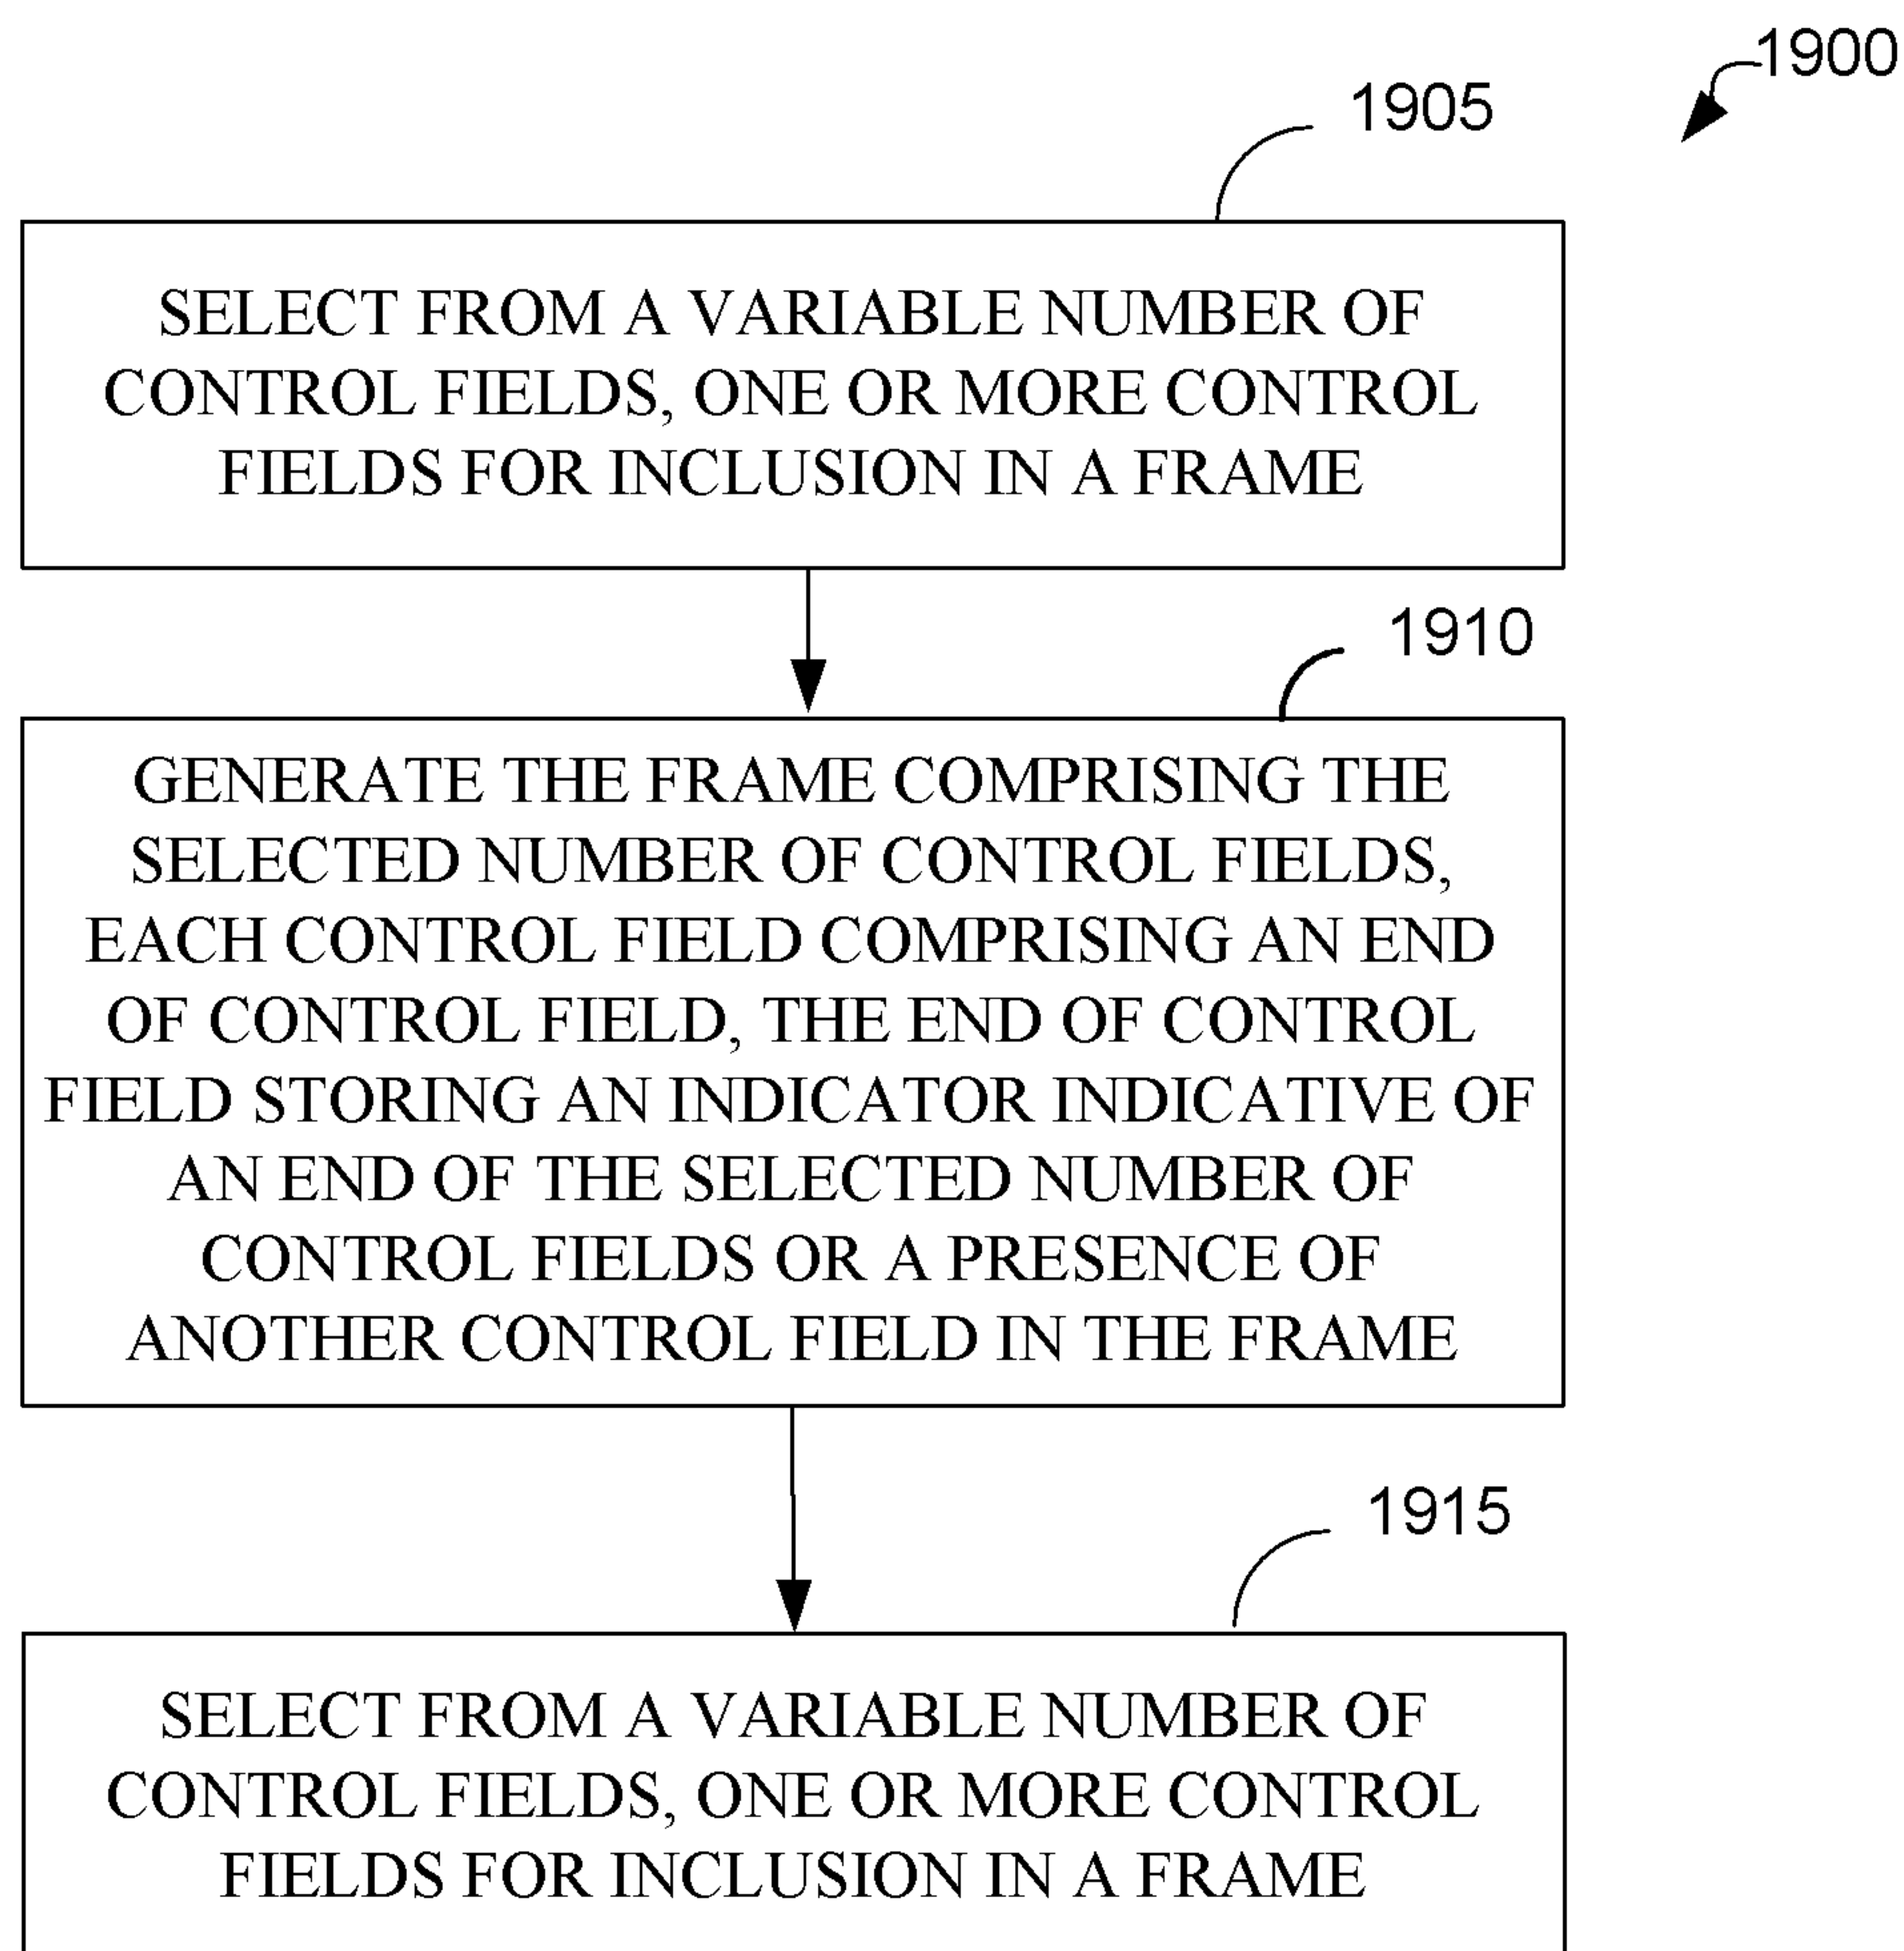 1900
1905
SELECT FROM A VARIABLE NUMBER OF
CONTROL FIELDS, ONE OR MORE CONTROL
FIELDS FOR INCLUSION IN A FRAME
1910
GENERATE THE FRAME COMPRISING THE
SELECTED NUMBER OF CONTROL FIELDS,
EACH CONTROL FIELD COMPRISING AN END
OF CONTROL FIELD, THE END OF CONTROL
FIELD STORING AN INDICATOR INDICATIVE OF
AN END OF THE SELECTED NUMBER OF
CONTROL FIELDS OR A PRESENCE OF
ANOTHER CONTROL FIELD IN THE FRAME
1915
SELECT FROM A VARIABLE NUMBER OF
CONTROL FIELDS, ONE OR MORE CONTROL
FIELDS FOR INCLUSION IN A FRAME